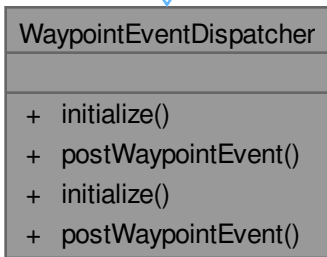 WaypointEventDispatcher
+ initialize()
+ postWaypointEvent()
+ initialize()
+ postWaypointEvent()